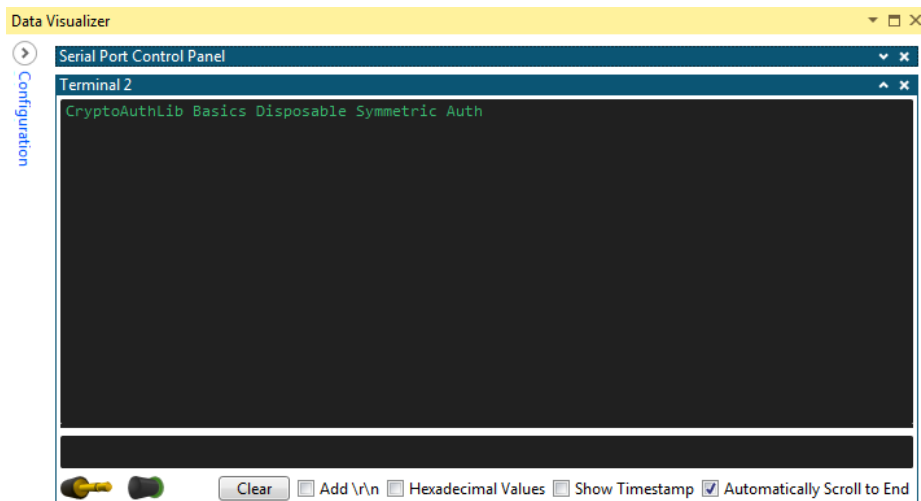 Data Visualizer
Configuration
Serial Port Control Panel
Terminal 2
CryptoAuthLib Basics Disposable Symmetric Auth
Clear Add \r\n Hexadecimal Values Show Timestamp Automatically Scroll to End